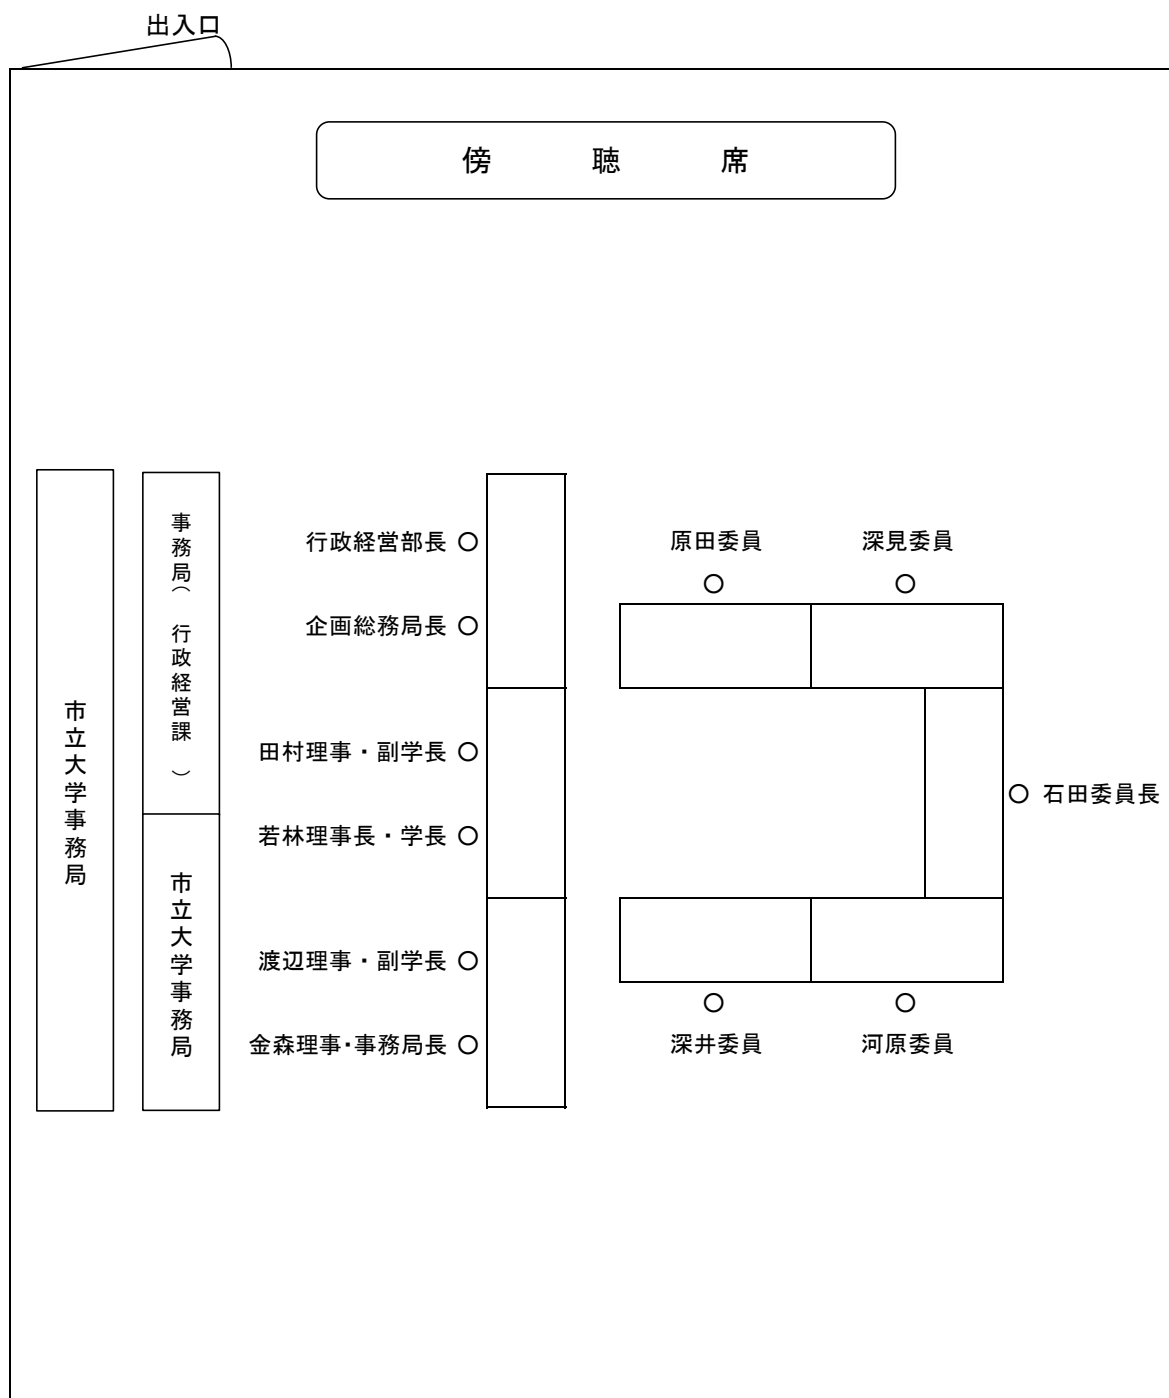 出入口
傍聴席
市立大学事務局
事務局(行政経営課)
市立大学事務局
行政経営部長
企画総務局長
田村理事・副学長
若林理事長・学長
渡辺理事・副学長
金森理事・事務局長
原田委員
深見委員
石田委員長
深井委員
河原委員